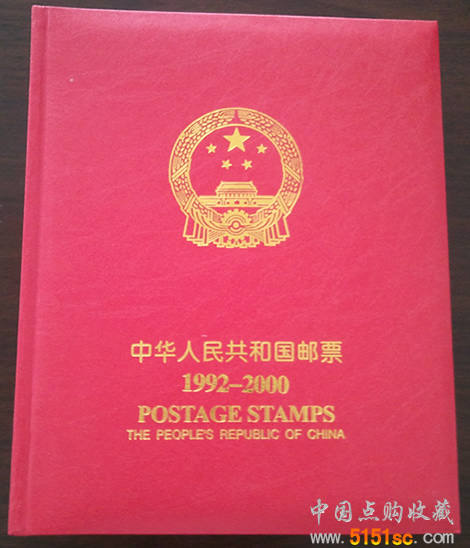 中华人民共和国邮票
1992-2000
POSTAGE STAMPS
THE PEOPLE'S REPUBLIC OF CHINA
中国点购收藏
www.5151sc.com